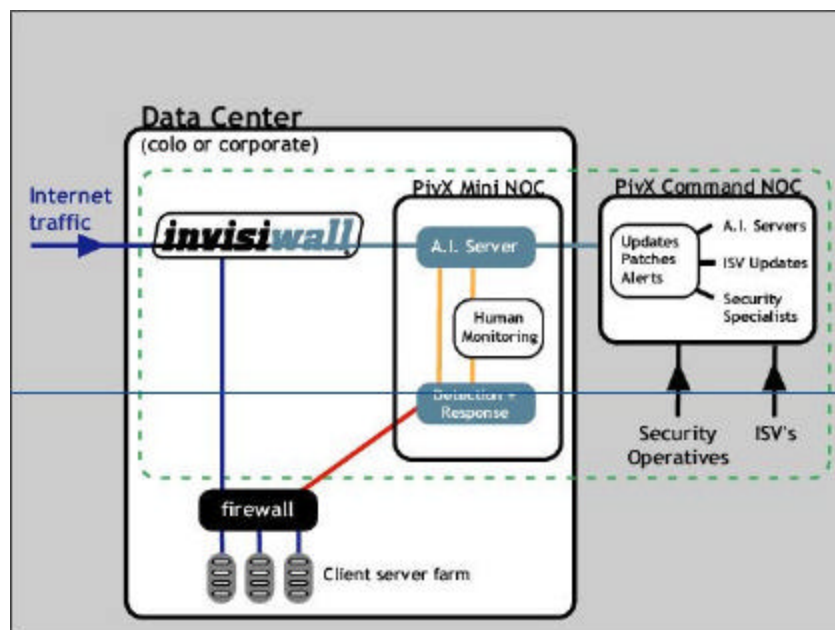 Data Center
(colo or corporate)
Internet
traffic
invisiwall
PivX Mini NOC
A.I. Server
Human
Monitoring
Detection +
Response
PivX Command NOC
Updates
Patches
Alerts
A.I. Servers
ISV Updates
Security
Specialists
Security
Operatives
ISV's
firewall
Client server farm